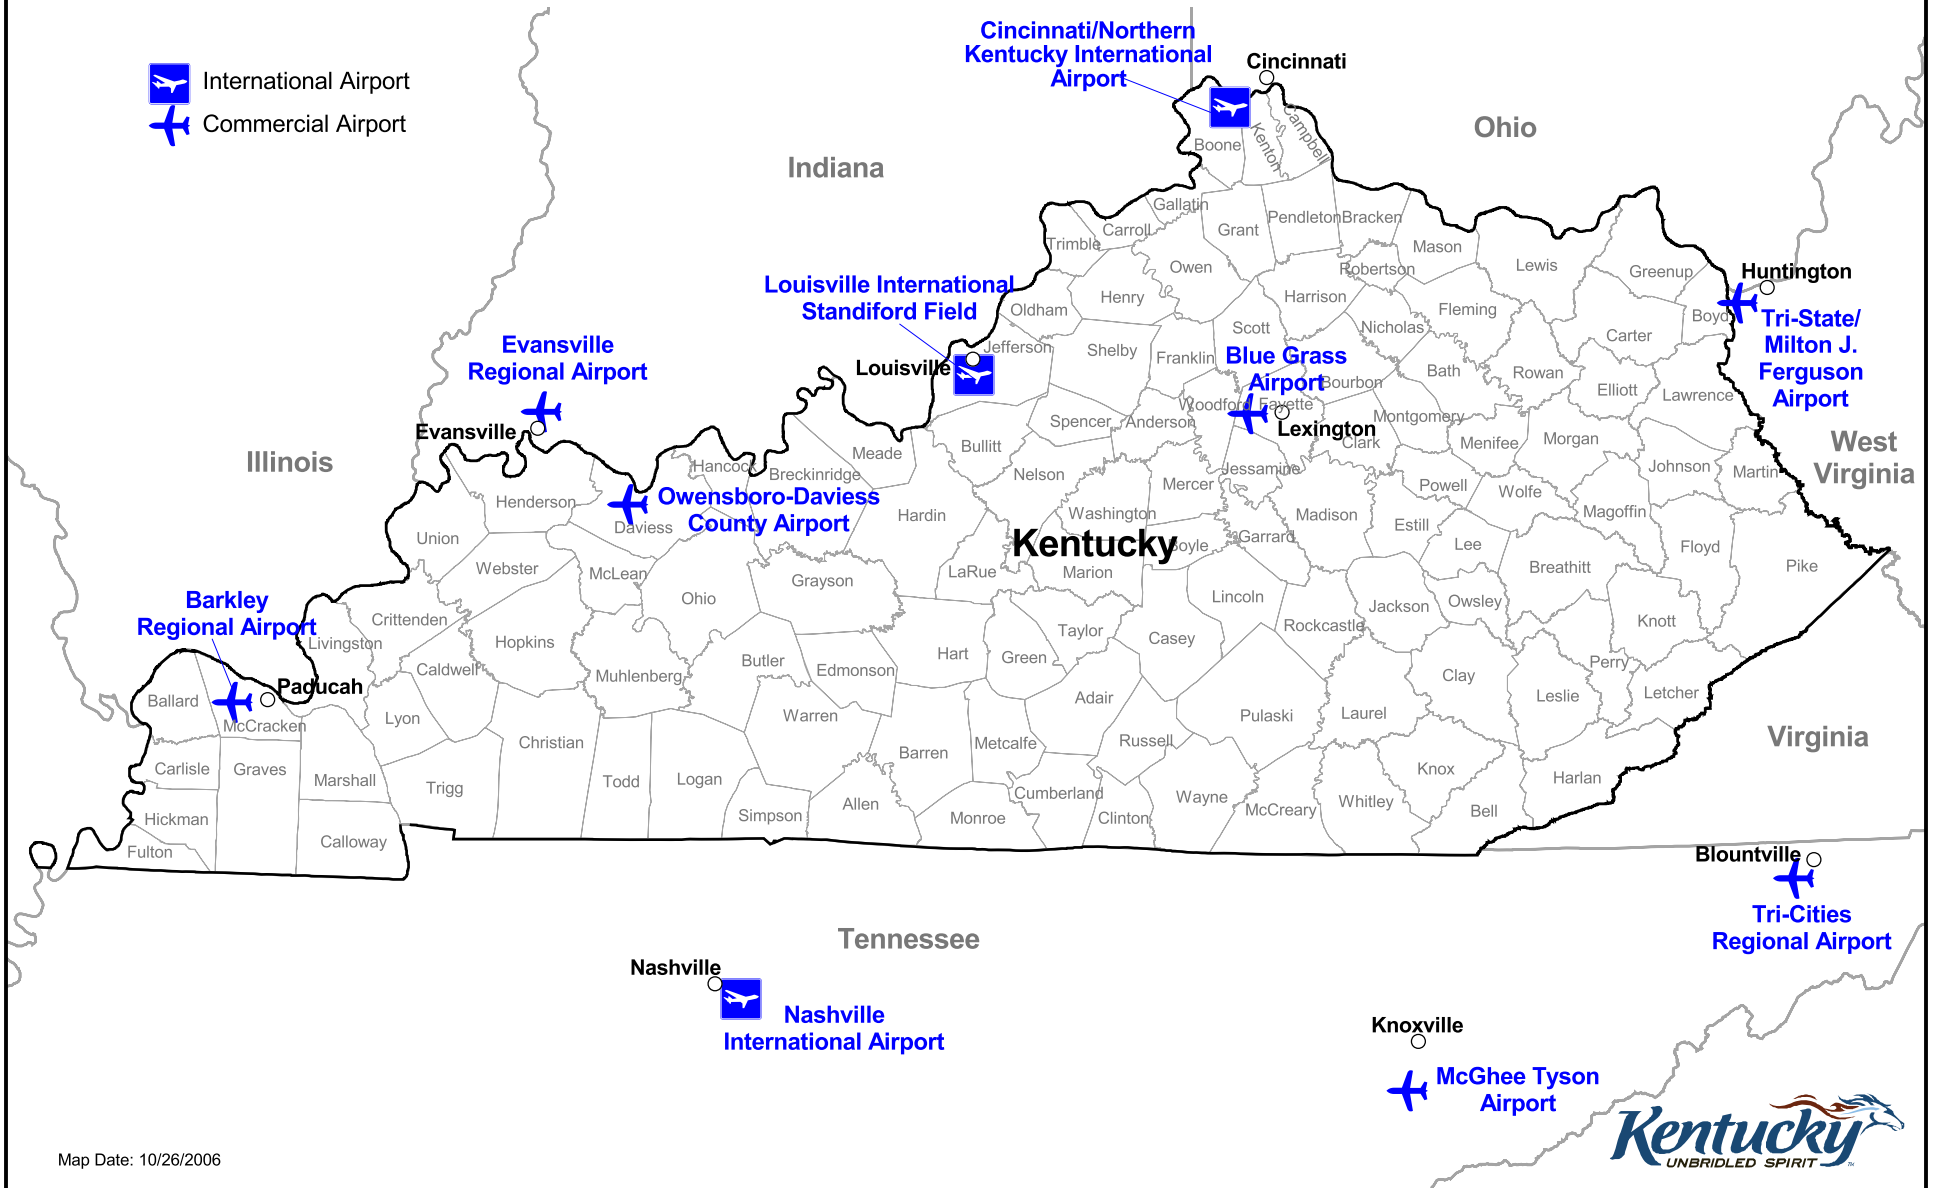 International Airport
Commercial Airport
Cincinnati/Northern
Kentucky International
Airport
Cincinnati
Ohio
Indiana
Boone
Kenton
Campbell
Gallatin
Carroll
Trimble
Grant
Pendleton
Bracken
Mason
Lewis
Greenup
Huntington
Tri-State/
Milton J.
Ferguson
Airport
Boyd
Carter
Robertson
Fleming
Owen
Henry
Harrison
Nicholas
Louisville International
Standiford Field
Oldham
Scott
Jefferson
Louisville
Shelby
Franklin
Blue Grass
Airport
Bourbon
Bath
Rowan
Elliott
Lawrence
Evansville
Regional Airport
Evansville
Woodford
Fayette
Lexington
Clark
Montgomery
Menifee
Morgan
Johnson
Martin
West
Virginia
Illinois
Spencer
Anderson
Bullitt
Meade
Breckinridge
Hancock
Nelson
Mercer
Jessamine
Powell
Wolfe
Magoffin
Henderson
Owensboro-Daviess
County Airport
Daviess
Hardin
Washington
Madison
Estill
Lee
Floyd
Union
Kentucky
Boyle
Garrard
Breathitt
Pike
Webster
McLean
Grayson
LaRue
Marion
Ohio
Lincoln
Jackson
Owsley
Knott
Barkley
Regional Airport
Crittenden
Livingston
Hopkins
Taylor
Casey
Rockcastle
Perry
Caldwell
Muhlenberg
Butler
Edmonson
Hart
Green
Clay
Leslie
Letcher
Paducah
Ballard
McCracken
Lyon
Christian
Warren
Adair
Pulaski
Laurel
Virginia
Carlisle
Graves
Marshall
Trigg
Todd
Logan
Barren
Metcalfe
Russell
Knox
Harlan
Hickman
Fulton
Calloway
Simpson
Allen
Monroe
Cumberland
Clinton
Wayne
McCreary
Whitley
Bell
Blountville
Tri-Cities
Regional Airport
Tennessee
Nashville
Nashville
International Airport
Knoxville
McGhee Tyson
Airport
Kentucky
UNBRIDLED SPIRIT TM
Map Date: 10/26/2006